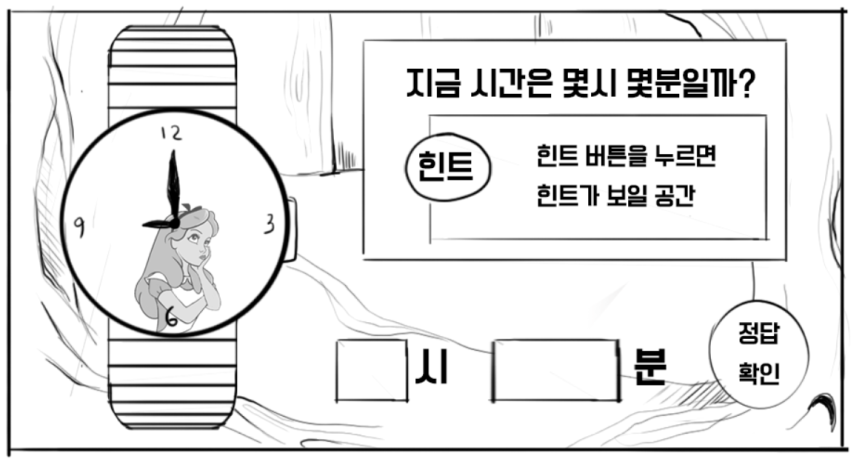 지금 시간은 몇시 몇분일까?
힌트
힌트 버튼을 누르면
힌트가 보일 공간
12
9
3
6
시
분
정답
확인